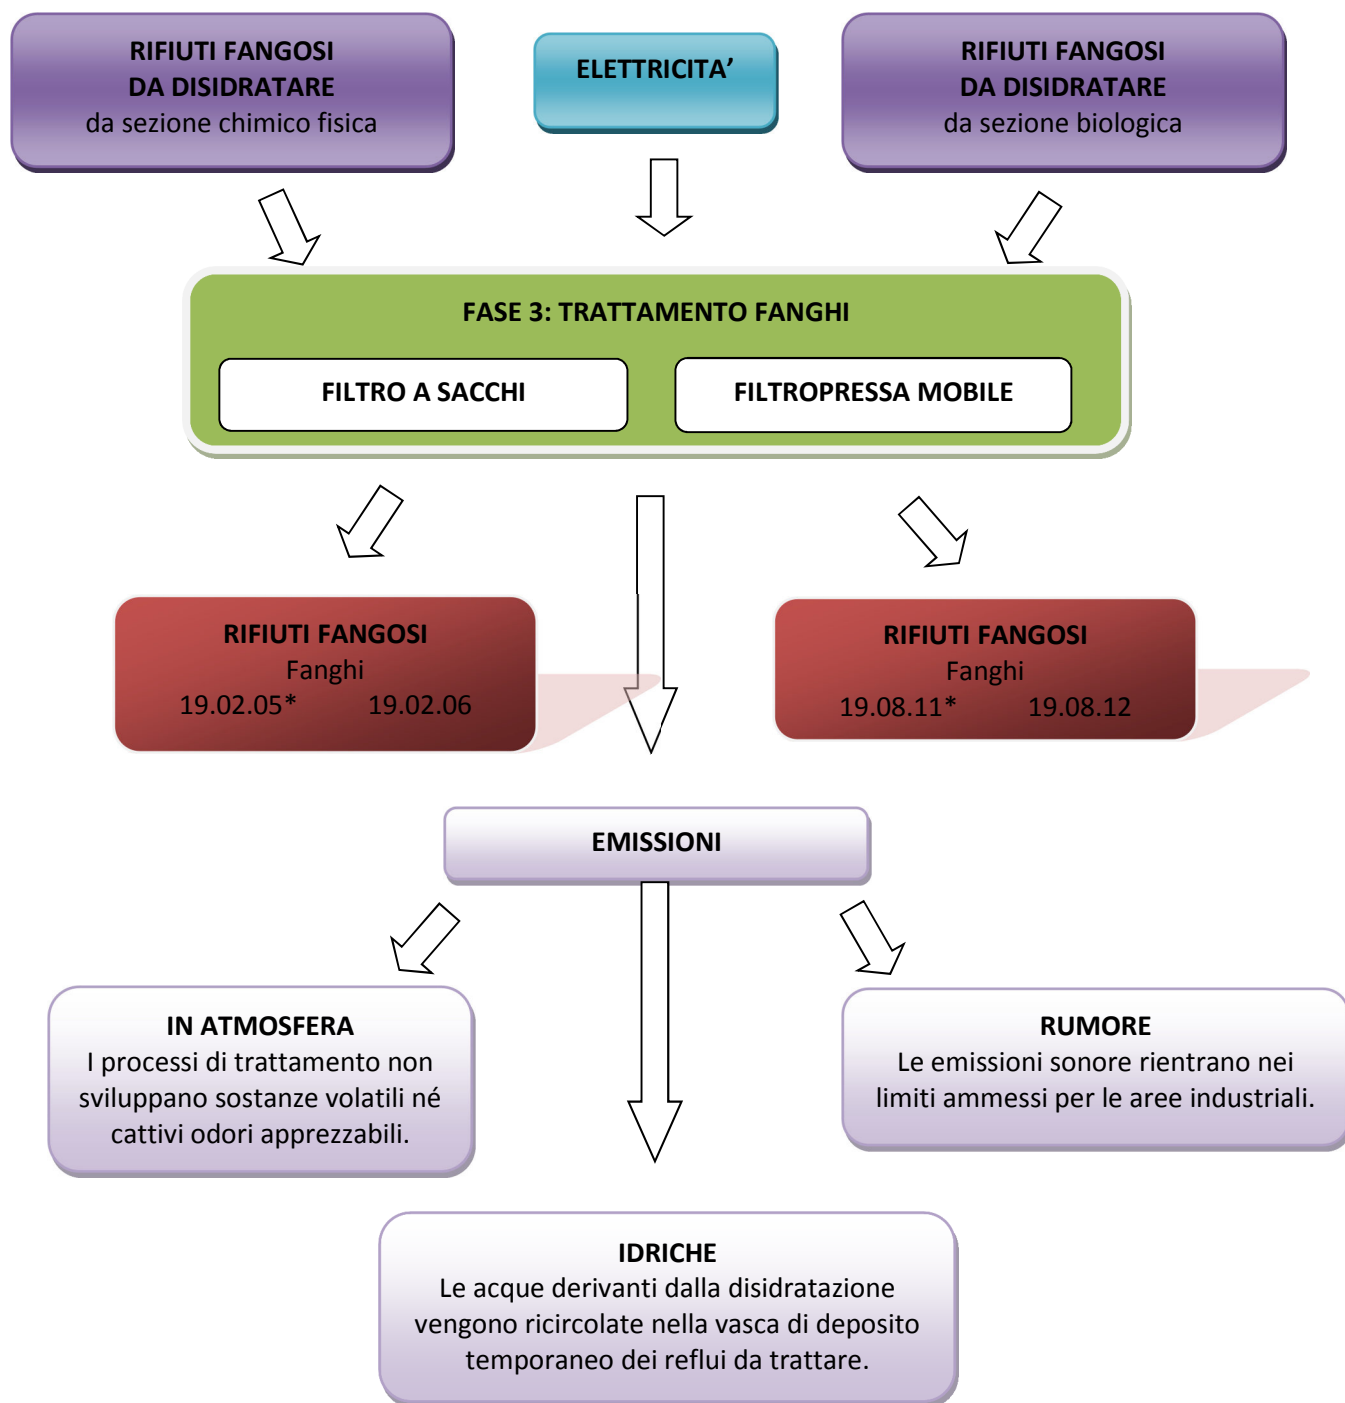 RIFIUTI FANGOSI
DA DISIDRATARE
da sezione chimico fisica
ELETTRICITA’
RIFIUTI FANGOSI
DA DISIDRATARE
da sezione biologica
FASE 3: TRATTAMENTO FANGHI
FILTRO A SACCHI
FILTROPRESSA MOBILE
RIFIUTI FANGOSI
Fanghi
19.02.05* 19.02.06
RIFIUTI FANGOSI
Fanghi
19.08.11* 19.08.12
EMISSIONI
IN ATMOSFERA
I processi di trattamento non
sviluppano sostanze volatili né
cattivi odori apprezzabili.
RUMORE
Le emissioni sonore rientrano nei
limiti ammessi per le aree industriali.
IDRICHE
Le acque derivanti dalla disidratazione
vengono ricircolate nella vasca di deposito
temporaneo dei reflui da trattare.